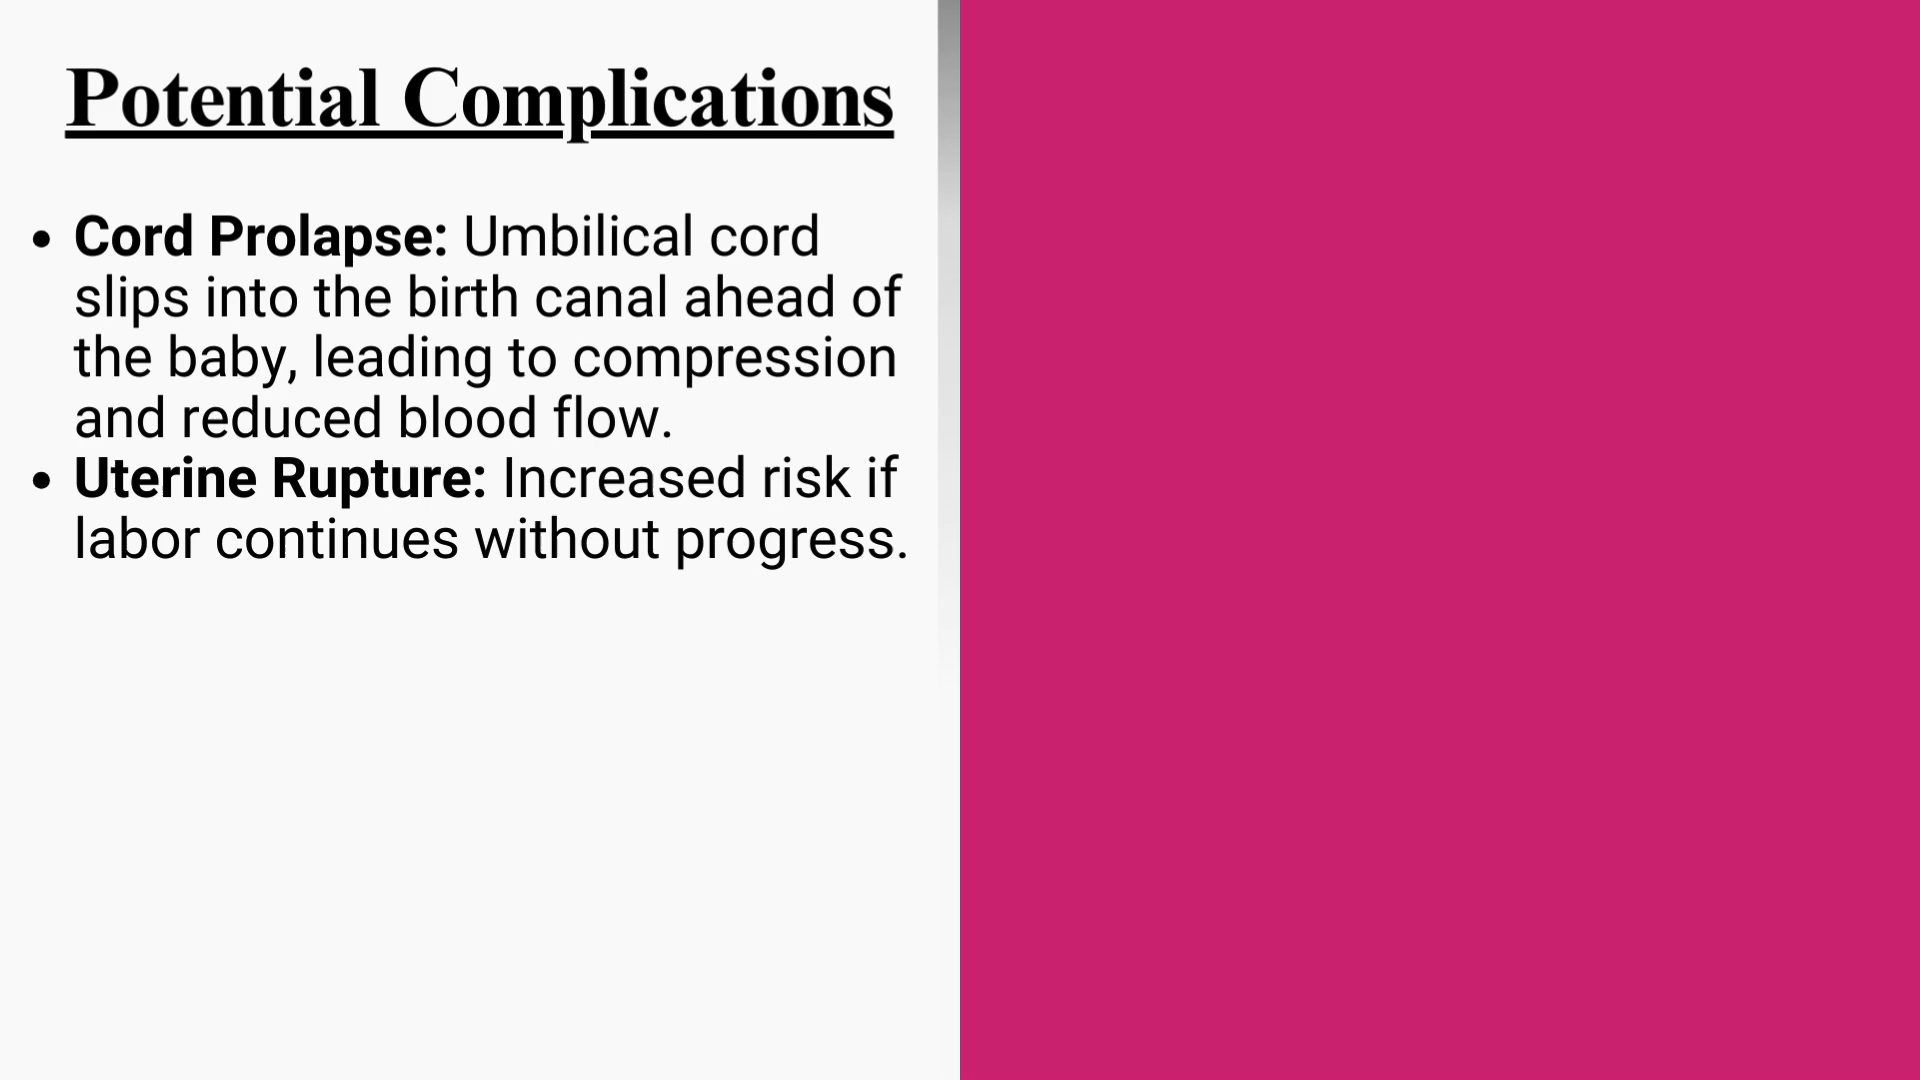 Potential Complications
• Cord Prolapse: Umbilical cord
slips into the birth canal ahead of
the baby, leading to compression
and reduced blood flow.
• Uterine Rupture: Increased risk if
labor continues without progress.